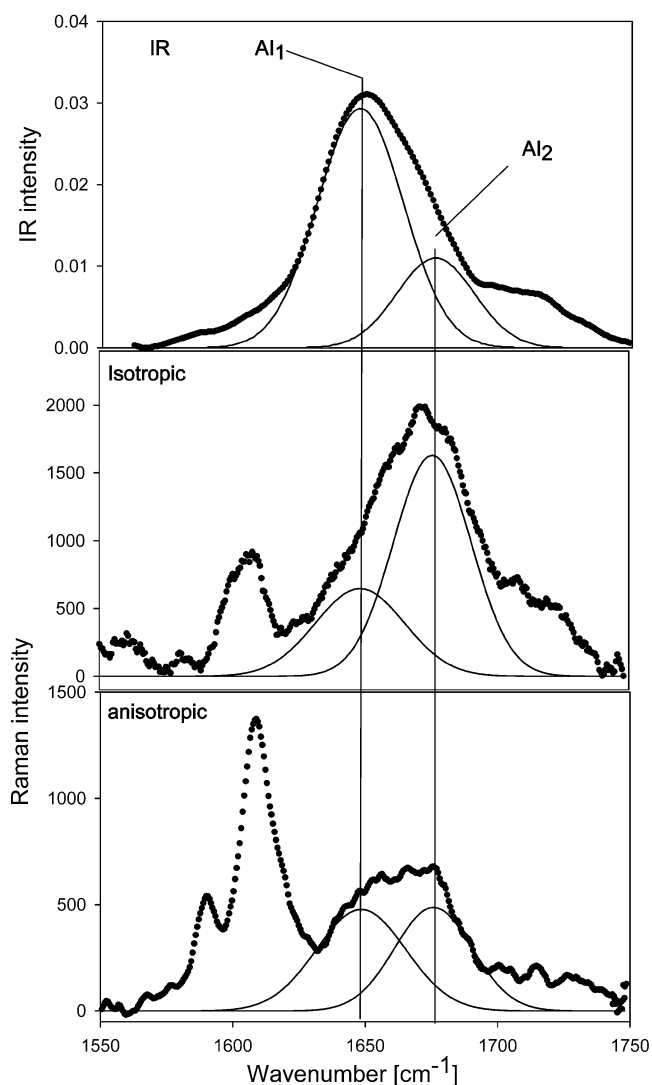 0.04
IR
AI1
0.03
AI2
0.02
0.01
0.00
IR intensity
Isotropic
2000
1500
1000
500
0
1500
anisotropic
1000
500
0
Raman intensity
1550 1600 1650 1700 1750
Wavenumber [cm-1]